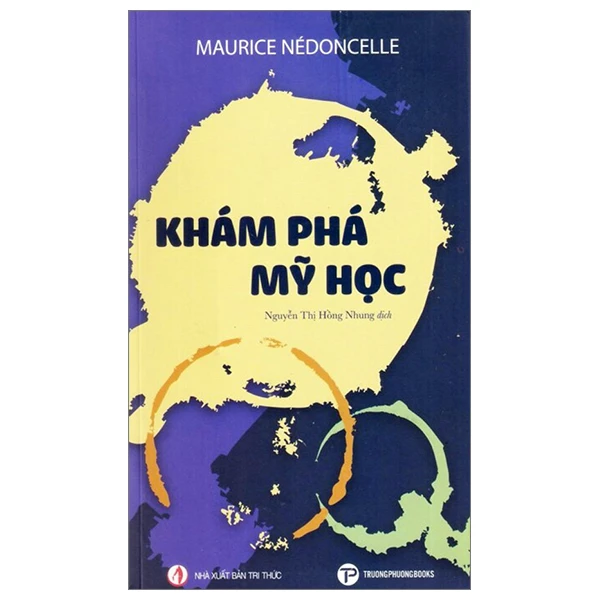 MAURICE NÉDONCELLE
KHÁM PHÁ
MỸ HỌC
Nguyễn Thị Hồng Nhung dịch
NHÀ XUẤT BẢN TRI THỨC
TRUONGPHUONGBOOKS